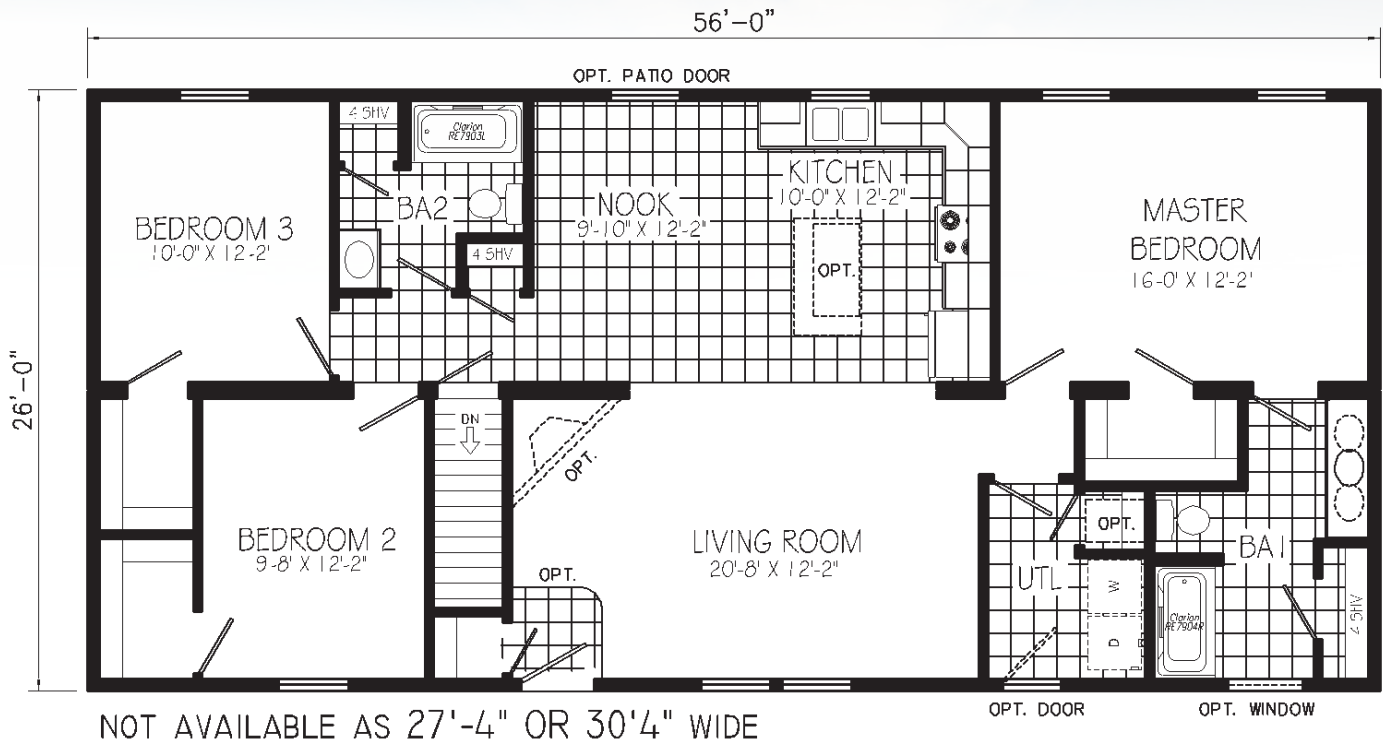 56'-0"
OPT. PATIO DOOR
4 SHV
Clarion
RE7903L
BEDROOM 3
10'-0" X 12'-2'
BA2
4 SHV
NOOK
9'-10" X 12'-2"
KITCHEN
10'-0" X 12'-2"
OPT.
MASTER
BEDROOM
16-0' X 12'-2'
26'-0"
DN
OPT.
BEDROOM 2
9-8' X 12'-2"
OPT.
LIVING ROOM
20'-8' X 12'-2"
OPT.
UTL
W
D
BA1
Clarion
RE7904R
4 SHV
OPT. DOOR
OPT. WINDOW
NOT AVAILABLE AS 27'-4" OR 30'4" WIDE